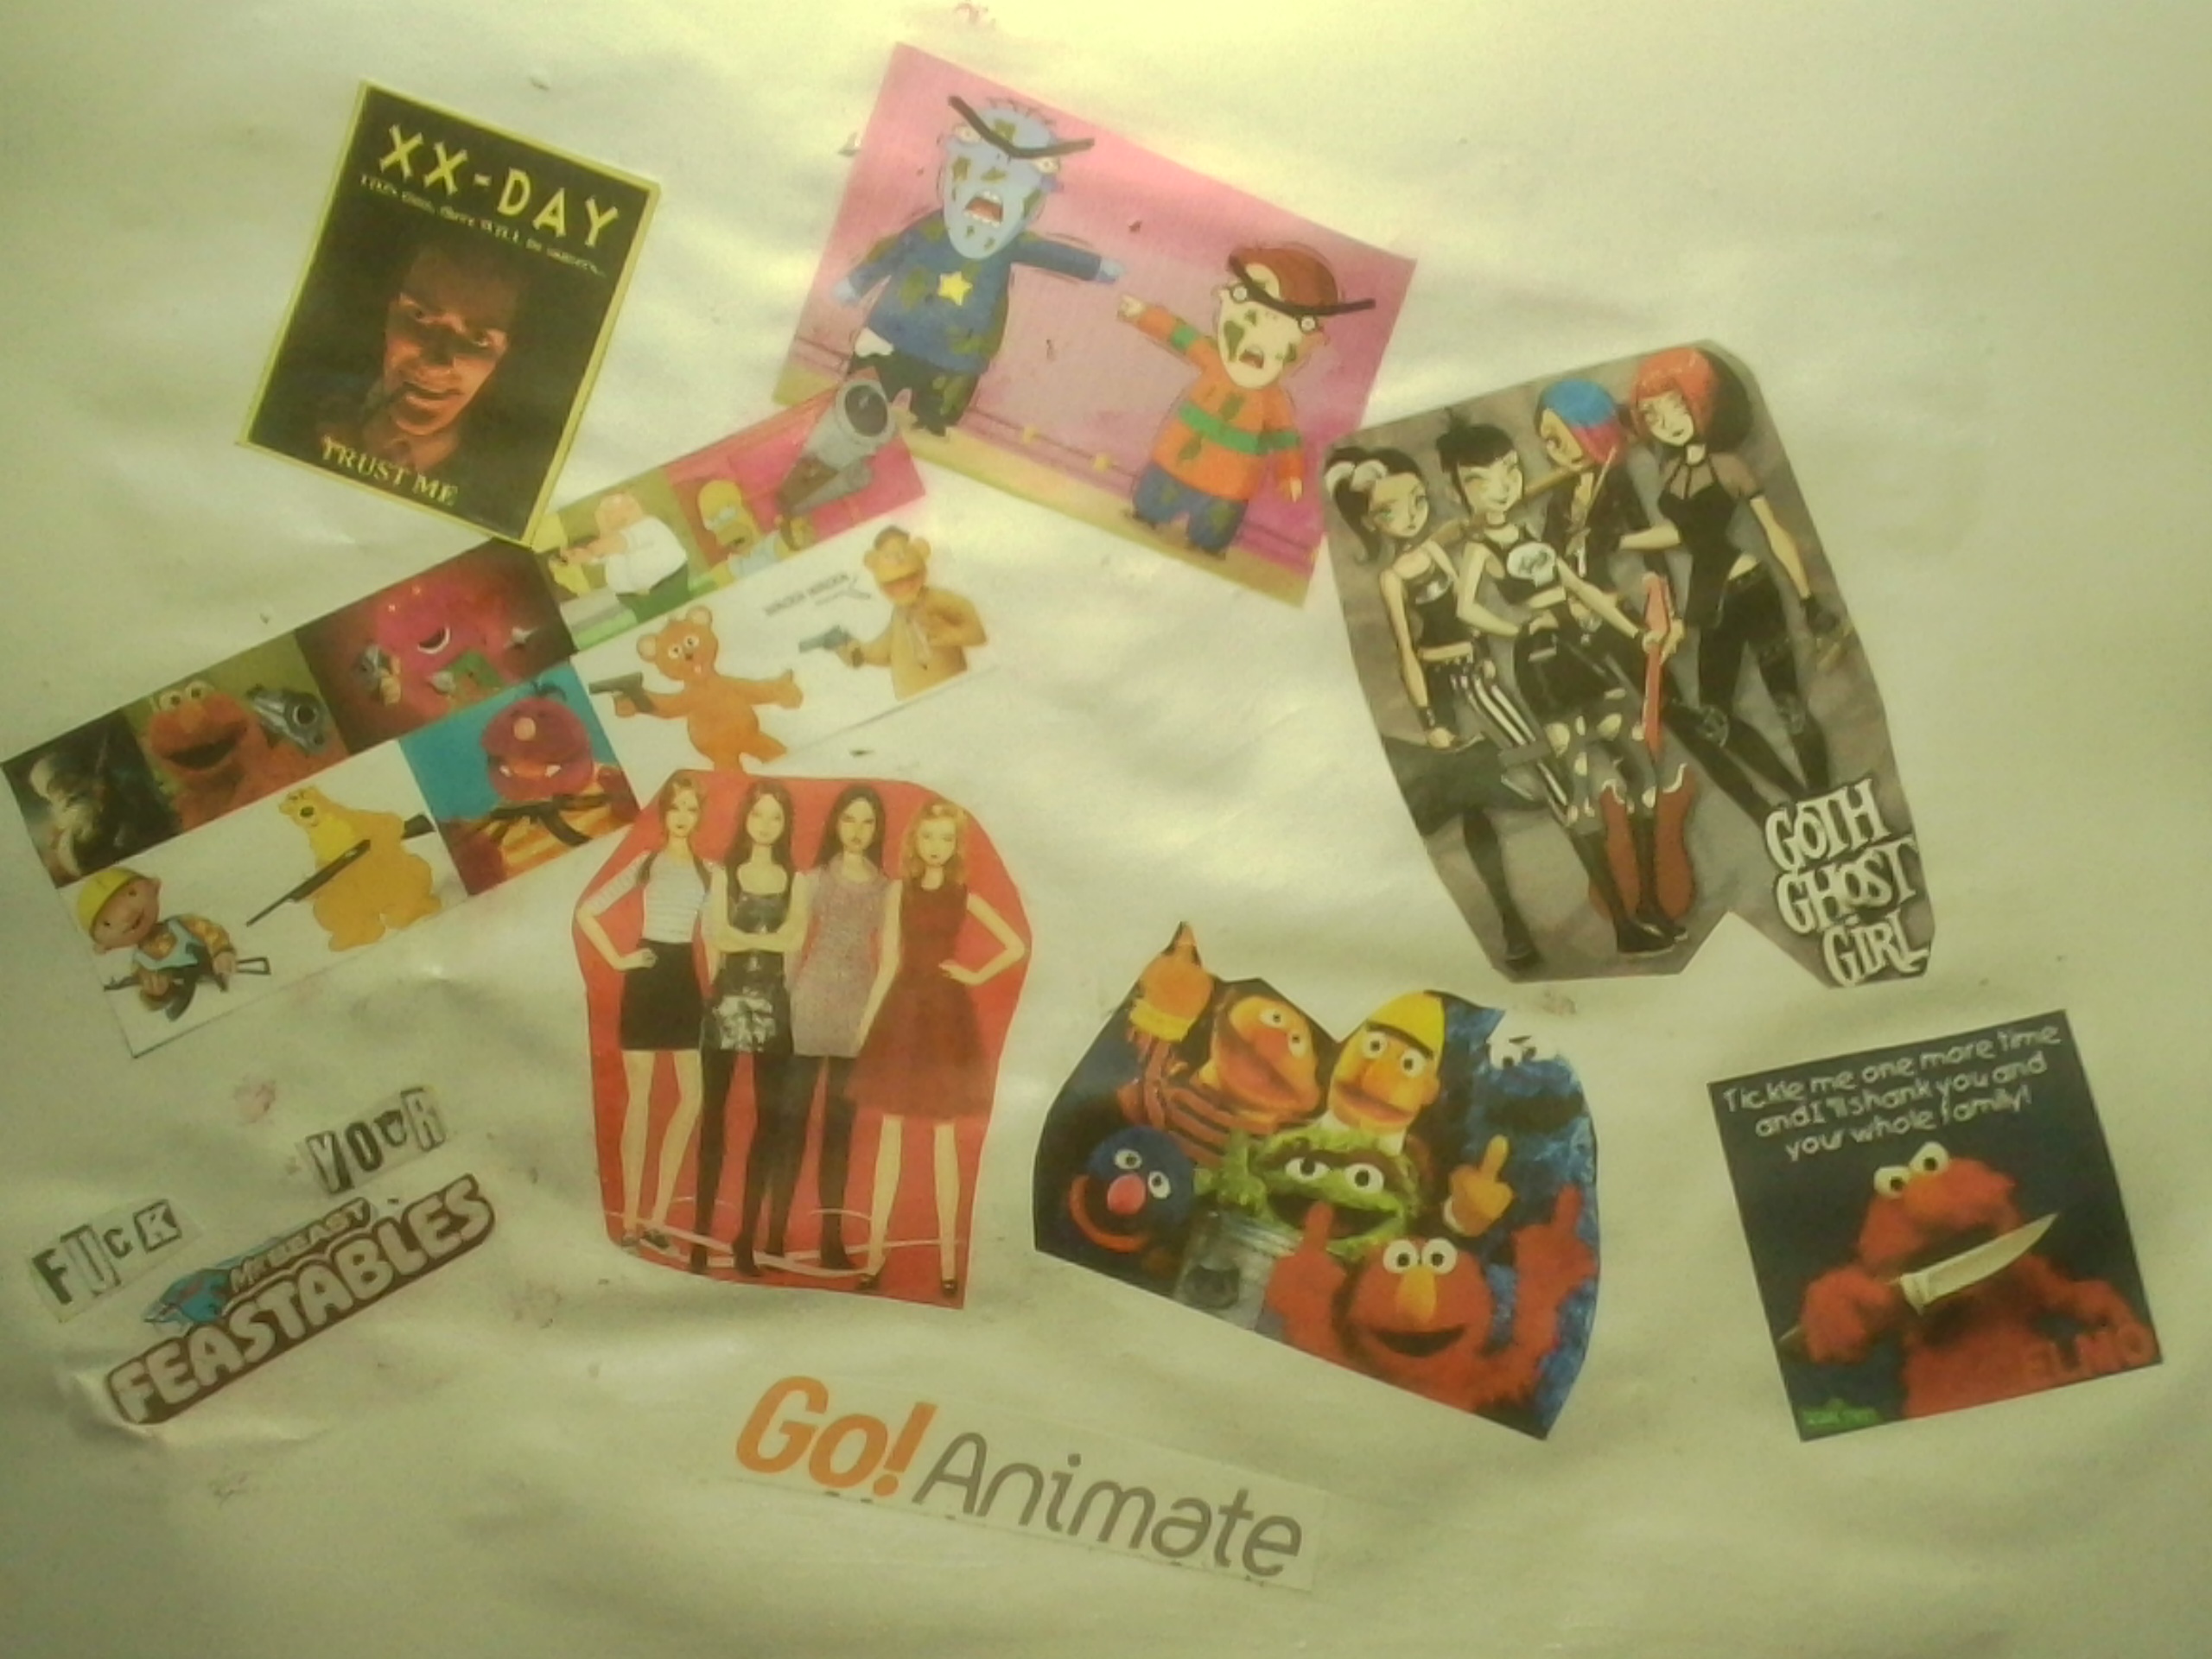 XX-DAY
TRUST ME
GOTH
GHOST
GIRL
Tickle me one more time
and I'll shank you and
your whole family!
ELMO
YOUR
FUCK
MRBEAST
FEASTABLES
Go!Animate